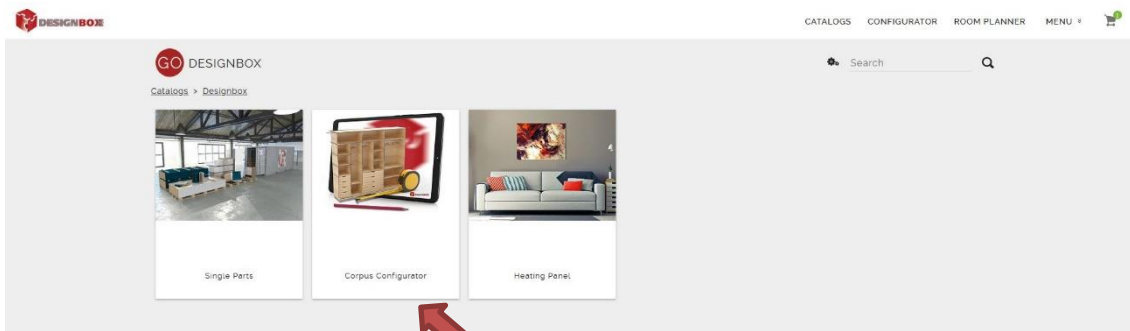 DESIGNBOX
CATALOGS CONFIGURATOR ROOM PLANNER MENU
GO DESIGNBOX
Search
Catalogs > Designbox
Single Parts Corpus Configurator Heating Panel